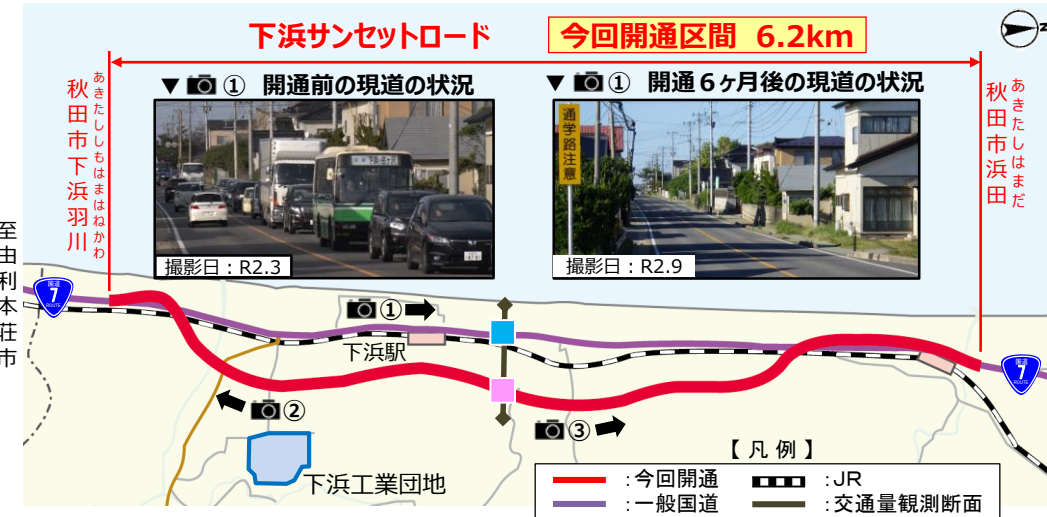 下浜サンセットロード
今回開通区間 6.2km
N
▼ ① 開通前の現道の状況
▼ ① 開通6ヶ月後の現道の状況
秋田市下浜羽川
あきたししもはまはねかわ
秋田市浜田
あきたしはまだ
通学路注意
撮影日:R2.3
撮影日:R2.9
至由利本荘市
国道
7
ROUTE
①
下浜駅
②
③
下浜工業団地
国道
7
ROUTE
【 凡 例 】
:今回開通
:JR
:一般国道
:交通量観測断面